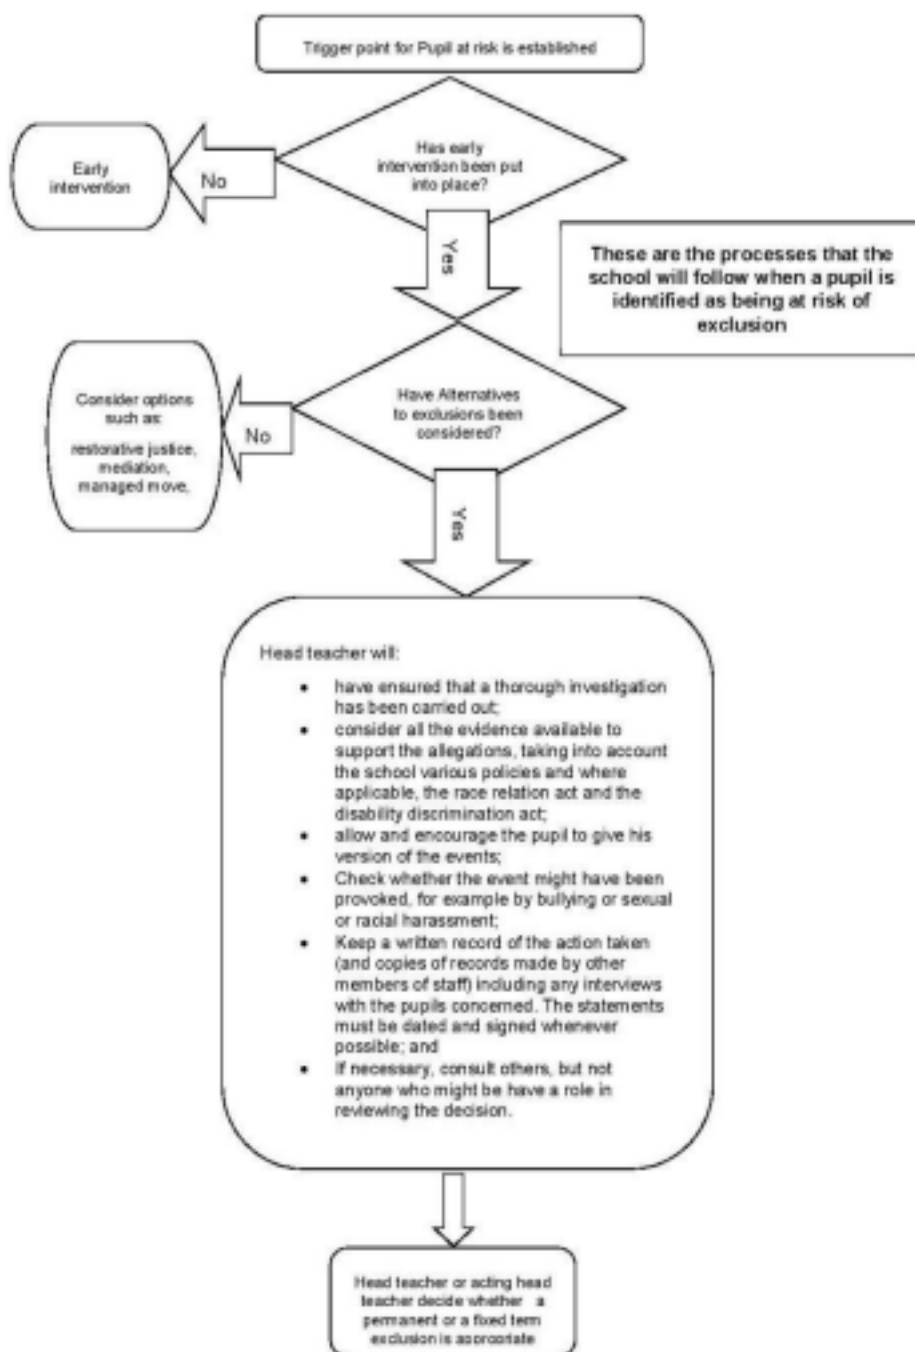 Trigger point for Pupil at risk is established
Has early
intervention been put
into place?
No
Early
intervention
Yes
These are the processes that the
school will follow when a pupil is
identified as being at risk of
exclusion
Have Alternatives
to exclusions been
considered?
No
Consider options
such as:
restorative justice,
mediation,
managed move,
Yes
Head teacher will:
• have ensured that a thorough investigation
has been carried out;
• consider all the evidence available to
support the allegations, taking into account
the school various policies and where
applicable, the race relation act and the
disability discrimination act;
• allow and encourage the pupil to give his
version of the events;
• Check whether the event might have been
provoked, for example by bullying or sexual
or racial harassment;
• Keep a written record of the action taken
(and copies of records made by other
members of staff) including any interviews
with the pupils concerned. The statements
must be dated and signed whenever
possible; and
• If necessary, consult others, but not
anyone who might be have a role in
reviewing the decision.
Head teacher or acting head
teacher decide whether a
permanent or a fixed term
exclusion is appropriate